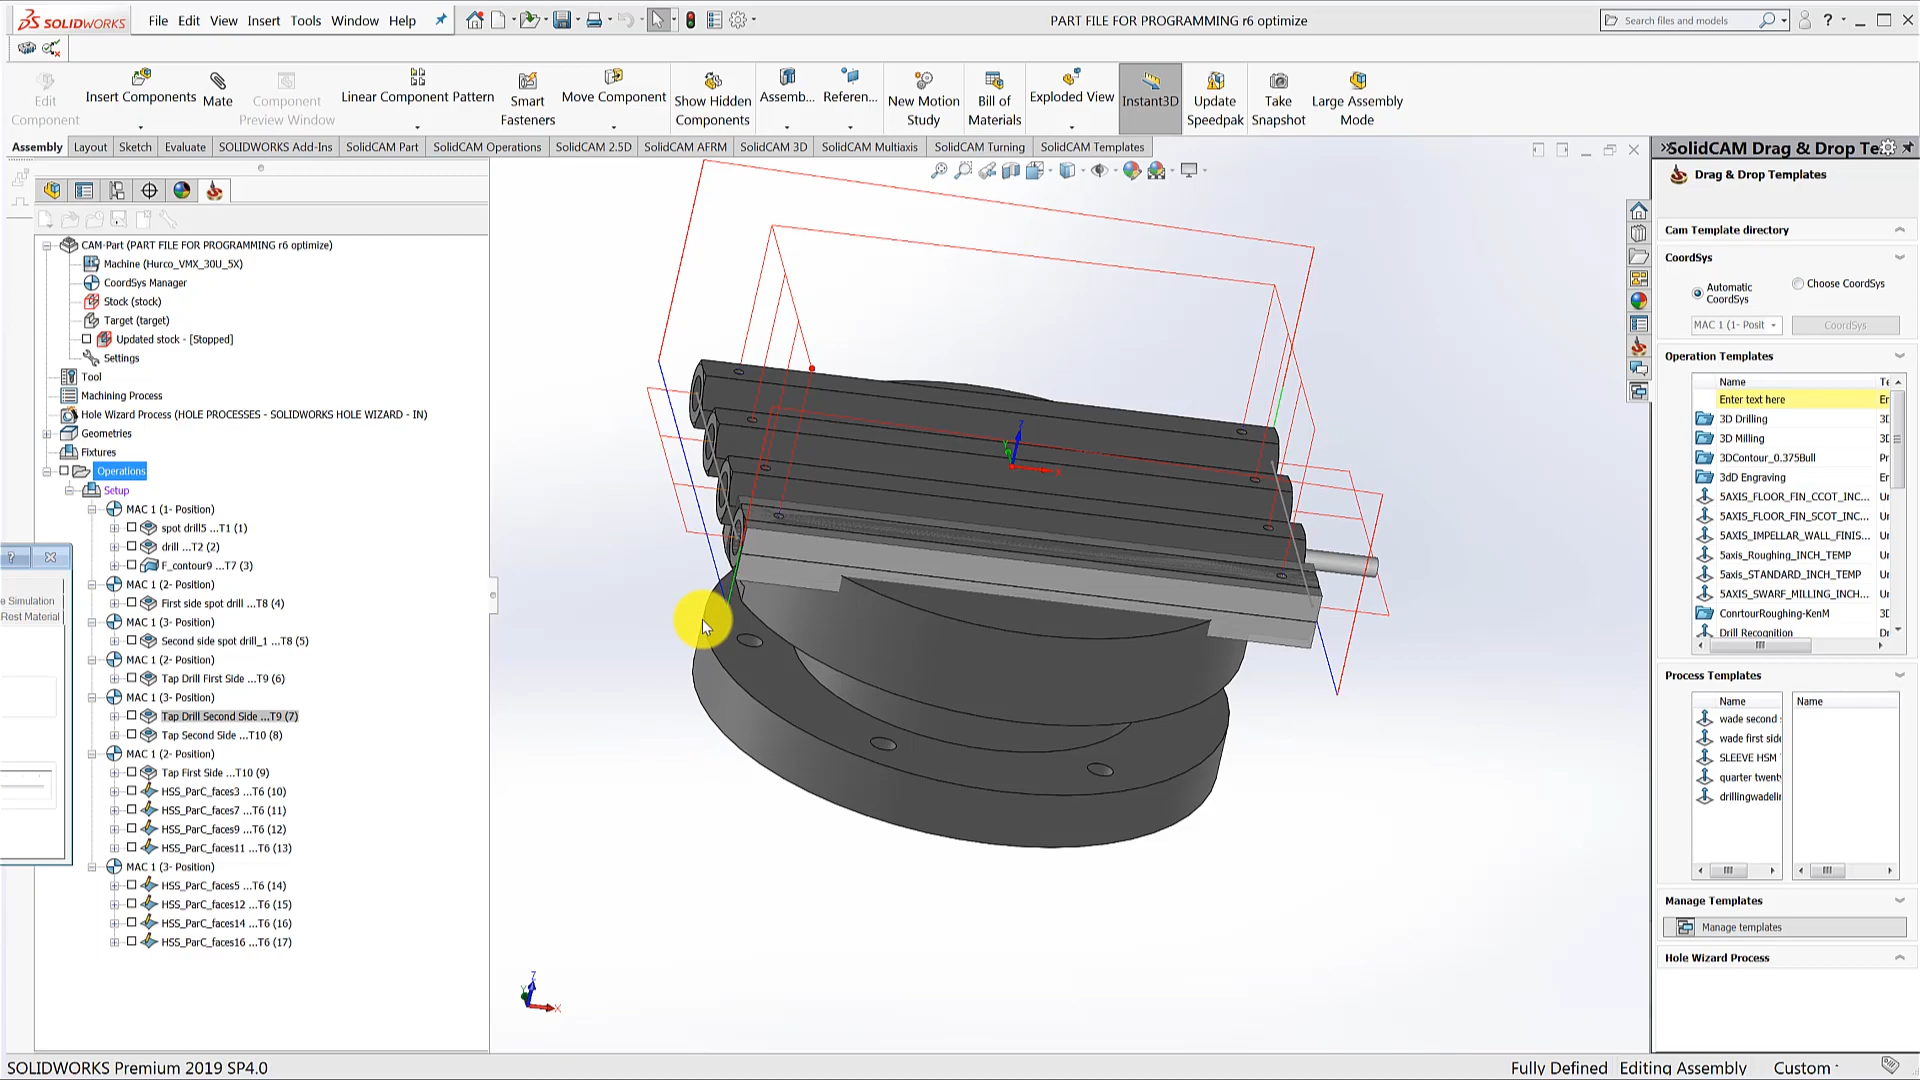 SOLIDWORKS File Edit View Insert Tools Window Help
PART FILE FOR PROGRAMMING r6 optimize
Search files and models
Edit Component
Insert Components
Mate
Component Preview Window
Linear Component Pattern
Smart Fasteners
Move Component
Show Hidden Components
Assemb...
Referen...
New Motion Study
Bill of Materials
Exploded View
Instant3D
Update Speedpak
Take Snapshot
Large Assembly Mode
Assembly Layout Sketch Evaluate SOLIDWORKS Add-Ins SolidCAM Part SolidCAM Operations SolidCAM 2.5D SolidCAM AFRM SolidCAM 3D SolidCAM Multiaxis SolidCAM Turning SolidCAM Templates
CAM-Part (PART FILE FOR PROGRAMMING r6 optimize)
Machine (Hurco_VMX_30U_5X)
CoordSys Manager
Stock (stock)
Target (target)
Updated stock - [Stopped]
Settings
Tool
Machining Process
Hole Wizard Process (HOLE PROCESSES - SOLIDWORKS HOLE WIZARD - IN)
Geometries
Fixtures
Operations
Setup
MAC 1 (1- Position)
spot drill5 ...T1 (1)
drill ...T2 (2)
F_contour9 ...T7 (3)
MAC 1 (2- Position)
First side spot drill ...T8 (4)
MAC 1 (3- Position)
Second side spot drill_1 ...T8 (5)
MAC 1 (2- Position)
Tap Drill First Side ...T9 (6)
MAC 1 (3- Position)
Tap Drill Second Side ...T9 (7)
Tap Second Side ...T10 (8)
MAC 1 (2- Position)
Tap First Side ...T10 (9)
HSS_ParC_faces3 ...T6 (10)
HSS_ParC_faces7 ...T6 (11)
HSS_ParC_faces9 ...T6 (12)
HSS_ParC_faces11 ...T6 (13)
MAC 1 (3- Position)
HSS_ParC_faces5 ...T6 (14)
HSS_ParC_faces12 ...T6 (15)
HSS_ParC_faces14 ...T6 (16)
HSS_ParC_faces16 ...T6 (17)
e Simulation
Rest Material
Z
Y
X
Z
Y
X
SolidCAM Drag & Drop Te
Drag & Drop Templates
Cam Template directory
CoordSys
Automatic CoordSys
Choose CoordSys
MAC 1 (1- Posit
CoordSys
Operation Templates
Name Te
Enter text here Er
3D Drilling 3D
3D Milling 3D
3DContour_0.375Bull Pr
3dD Engraving 3D
5AXIS_FLOOR_FIN_CCOT_INC... Ur
5AXIS_FLOOR_FIN_SCOT_INC... Ur
5AXIS_IMPELLAR_WALL_FINIS... Ur
5axis_Roughing_INCH_TEMP Ur
5axis_STANDARD_INCH_TEMP Ur
5AXIS_SWARF_MILLING_INCH... Ur
ContourRoughing-KenM 3D
Drill Recognition Dr
Process Templates
Name Name
wade second
wade first side
SLEEVE HSM
quarter twent
drillingwadeli
Manage Templates
Manage templates
Hole Wizard Process
SOLIDWORKS Premium 2019 SP4.0
Fully Defined Editing Assembly Custom